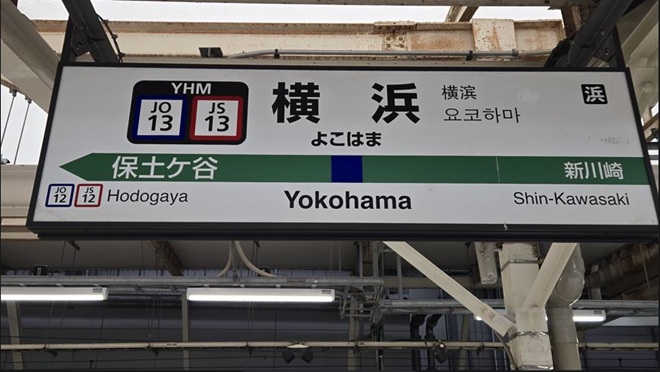 YHM
JO 13
JS 13
横浜
よこはま
横滨
요코하마
浜
保土ケ谷
新川崎
JO 12
JS 12
Hodogaya
Yokohama
Shin-Kawasaki